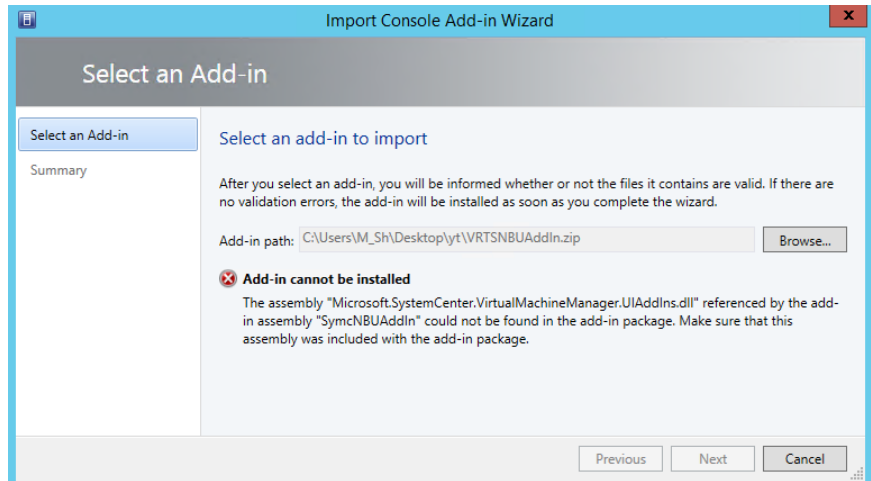 Import Console Add-in Wizard
x
Select an Add-in
Select an Add-in
Summary
Select an add-in to import
After you select an add-in, you will be informed whether or not the files it contains are valid. If there are
no validation errors, the add-in will be installed as soon as you complete the wizard.
Add-in path: C:\Users\M_Sh\Desktop\yt\VRTSNBUAddIn.zip Browse...
Add-in cannot be installed
The assembly "Microsoft.SystemCenter.VirtualMachineManager.UIAddIns.dll" referenced by the add-
in assembly "SymcNBUAddIn" could not be found in the add-in package. Make sure that this
assembly was included with the add-in package.
Previous Next Cancel